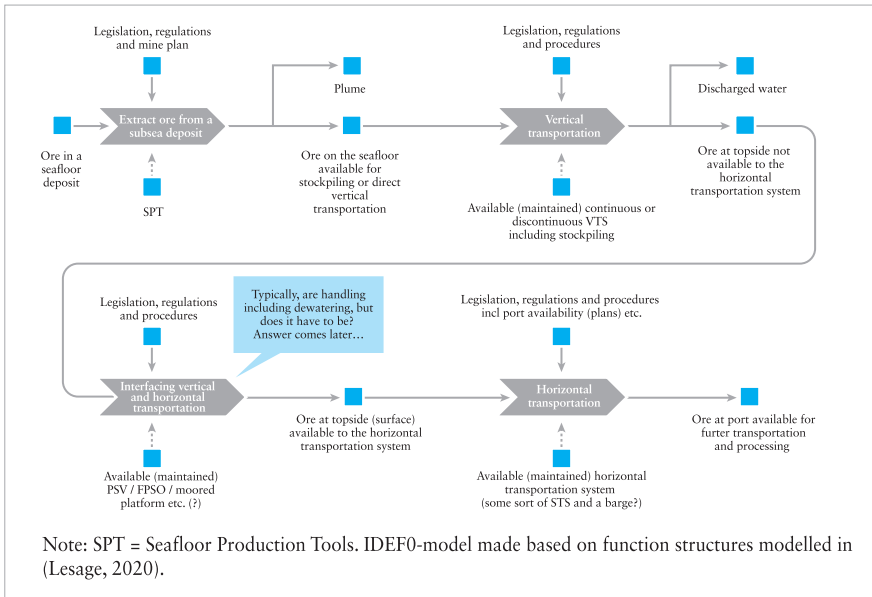 Legislation, regulations
and mine plan
Legislation, regulations
and procedures
Plume
Discharged water
Extract ore from a
subsea deposit
Vertical
transportation
Ore in a
seafloor
deposit
SPT
Ore on the seafloor
available for
stockpiling or direct
vertical
transportation
Available (maintained) continuous or
discontinuous VTS
including stockpiling
Ore at topside not
available to the
horizontal
transportation system
Legislation, regulations
and procedures
Typically, are handling
including dewatering, but
does it have to be?
Answer comes later…
Legislation, regulations and procedures
incl port availability (plans) etc.
Interfacing vertical
and horizontal
transportation
Horizontal
transportation
Ore at topside (surface)
available to the horizontal
transportation system
Ore at port available for
furter transportation
and processing
Available (maintained)
PSV / FPSO / moored
platform etc. (?)
Available (maintained) horizontal
transportation system
(some sort of STS and a barge?)
Note: SPT = Seafloor Production Tools. IDEF0-model made based on function structures modelled in
(Lesage, 2020).